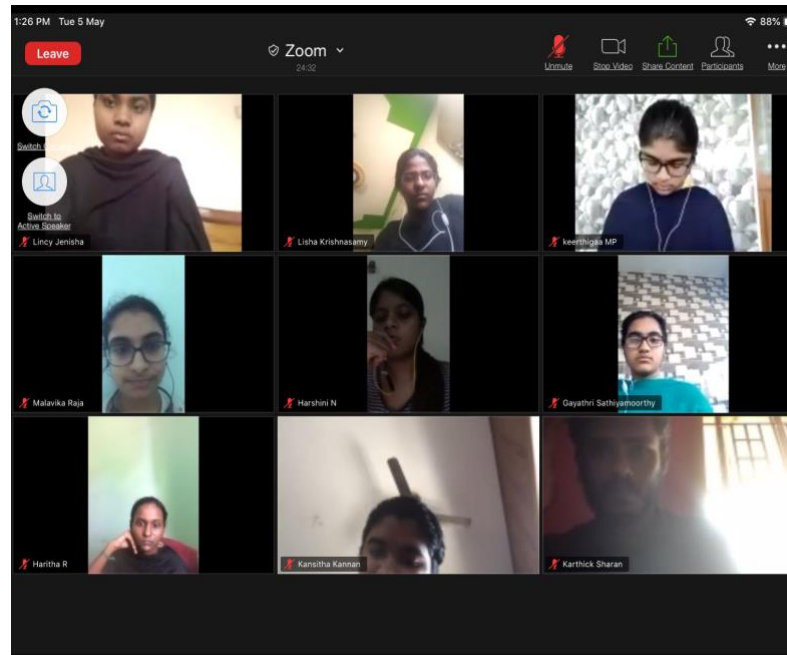 1:26 PM Tue 5 May
88%
Leave
Zoom
24:32
Unmute
Stop Video
Share Content
Participants
More
Switch
Switch to
Active Speaker
Lincy Jenisha
Lisha Krishnasamy
keerthigaa MP
Malavika Raja
Harshini N
Gayathri Sathiyamoorthy
Haritha R
Kansitha Kannan
Karthick Sharan